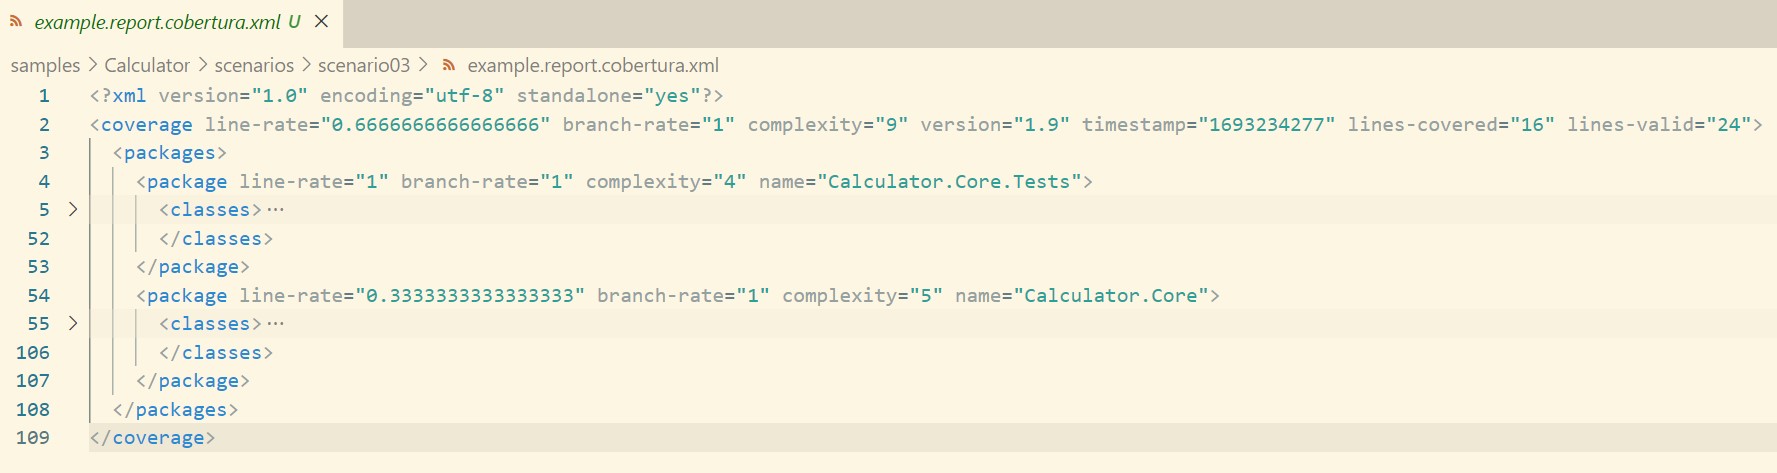 example.report.cobertura.xml U ×
samples > Calculator > scenarios > scenario03 > example.report.cobertura.xml
1 <?xml version="1.0" encoding="utf-8" standalone="yes"?>
2 <coverage line-rate="0.6666666666666666" branch-rate="1" complexity="9" version="1.9" timestamp="1693234277" lines-covered="16" lines-valid="24">
3 <packages>
4 <package line-rate="1" branch-rate="1" complexity="4" name="Calculator.Core.Tests">
5 > <classes>···
52 </classes>
53 </package>
54 <package line-rate="0.3333333333333333" branch-rate="1" complexity="5" name="Calculator.Core">
55 > <classes>···
106 </classes>
107 </package>
108 </packages>
109 </coverage>